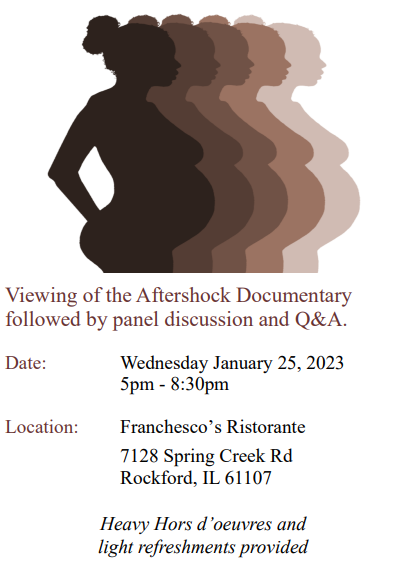 Viewing of the Aftershock Documentary
followed by panel discussion and Q&A.
Date: Wednesday January 25, 2023
5pm - 8:30pm
Location: Franchesco’s Ristorante
7128 Spring Creek Rd
Rockford, IL 61107
Heavy Hors d’oeuvres and
light refreshments provided